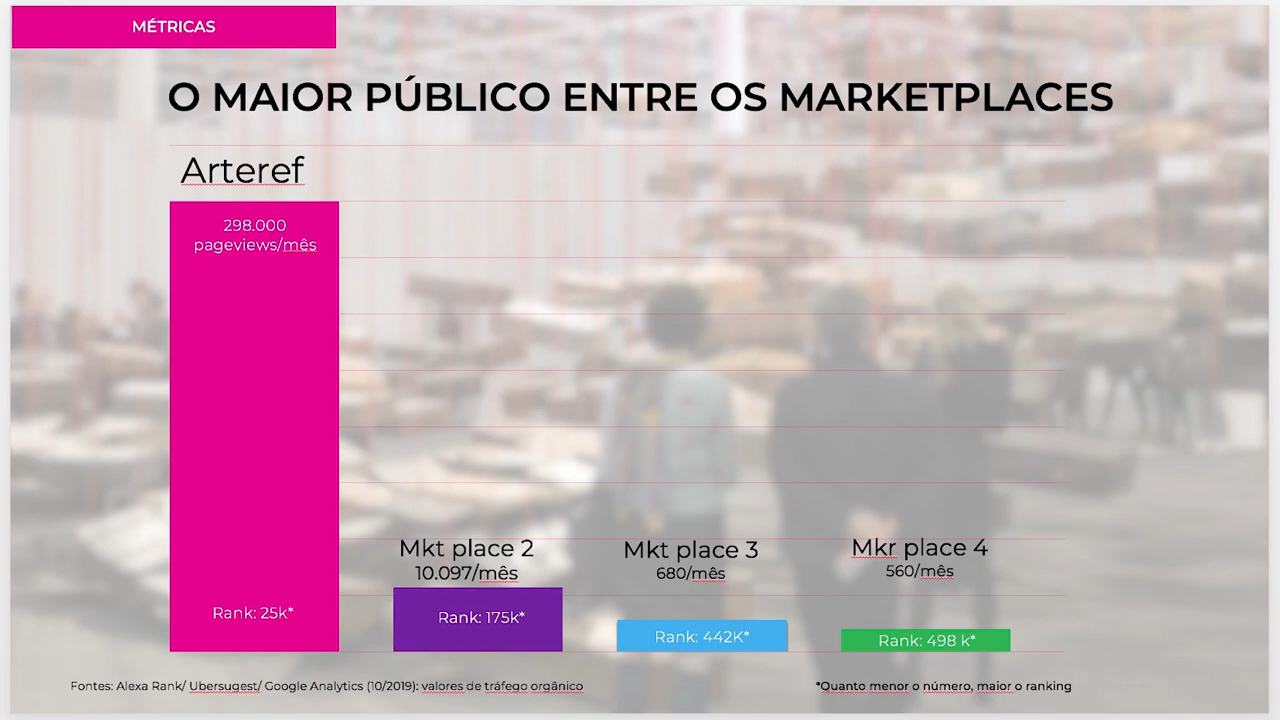 MÉTRICAS
O MAIOR PÚBLICO ENTRE OS MARKETPLACES
Arteref
298.000
pageviews/mês
Rank: 25k*
Mkt place 2
10.097/mês
Rank: 175k*
Mkt place 3
680/mês
Rank: 442K*
Mkr place 4
560/mês
Rank: 498 k*
Fontes: Alexa Rank/ Ubersugest/ Google Analytics (10/2019): valores de tráfego orgânico
*Quanto menor o número, maior o ranking